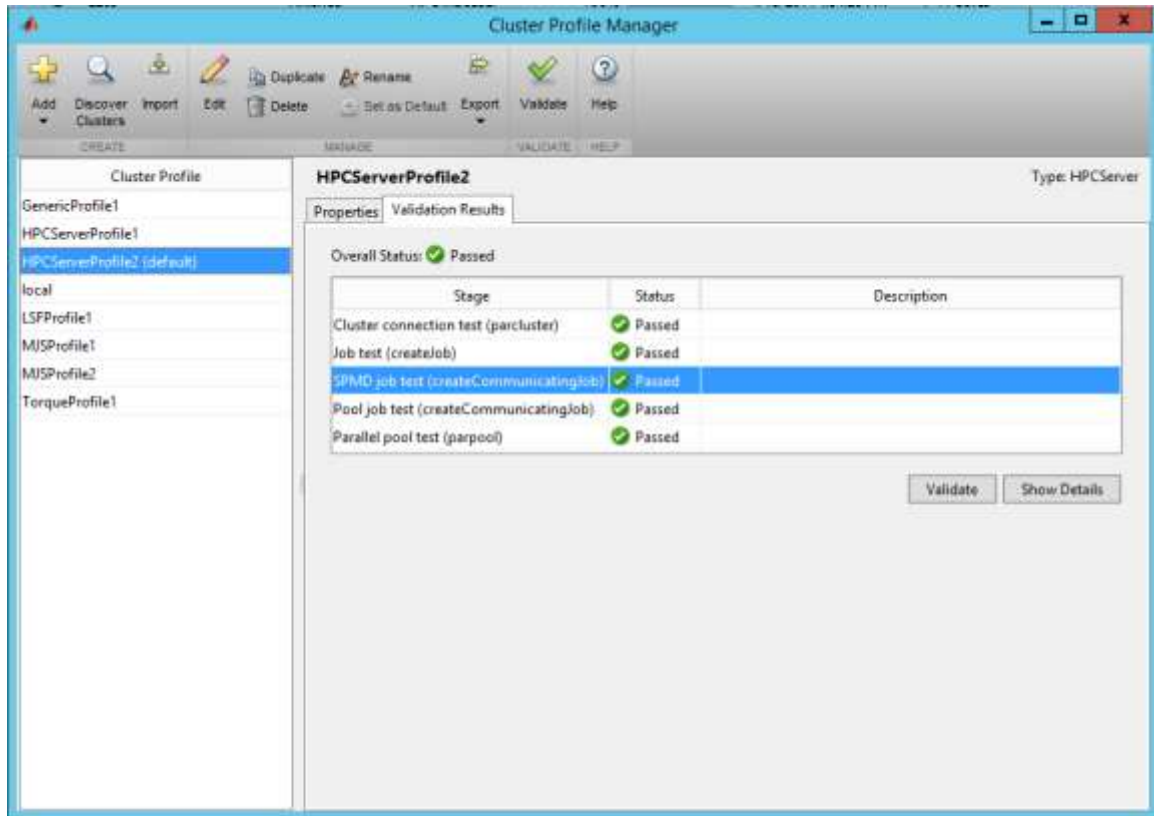 Cluster Profile Manager
Add Discover Clusters Import Edit Duplicate Rename Export Validate Help
Delete Set as Default
CREATE MANAGE VALIDATE HELP
Cluster Profile
GenericProfile1
HPCServerProfile1
HPCServerProfile2 (default)
local
LSFProfile1
MJSProfile1
MJSProfile2
TorqueProfile1
HPCServerProfile2 Type: HPCServer
Properties Validation Results
Overall Status: Passed
Stage Status Description
Cluster connection test (parcluster) Passed
Job test (createJob) Passed
SPMD job test (createCommunicatingJob) Passed
Pool job test (createCommunicatingJob) Passed
Parallel pool test (parpool) Passed
Validate Show Details